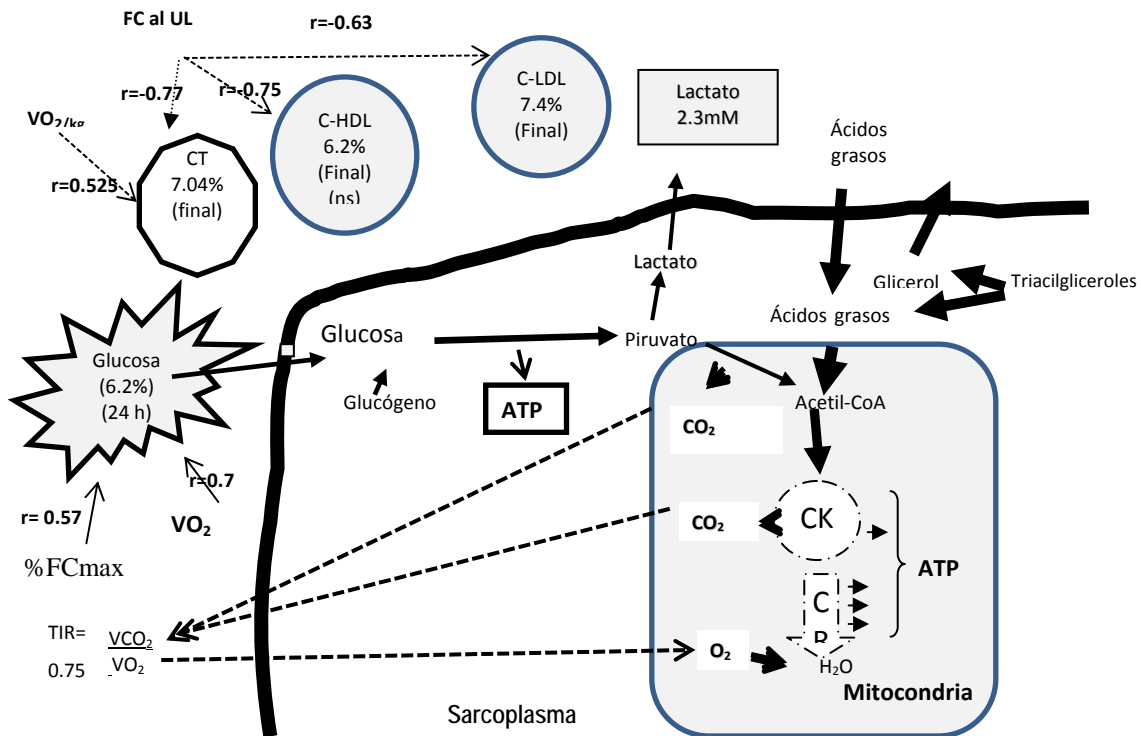 FC al UL
r=-0.63
r=-0.77
r=-0.75
VO2/kg
r=0.525
CT
7.04%
(final)
C-HDL
6.2%
(Final)
(ns)
C-LDL
7.4%
(Final)
Lactato
2.3mM
Ácidos
grasos
Lactato
Glicerol
Triacilgliceroles
Ácidos grasos
Glucosa
(6.2%)
(24 h)
Glucosa
Piruvato
Glucógeno
ATP
Acetil-CoA
CO2
CO2
CK
ATP
r=0.7
r= 0.57
VO2
%FCmax
TIR=
0.75
VCO2
VO2
C
R
O2
H2O
Mitocondria
Sarcoplasma